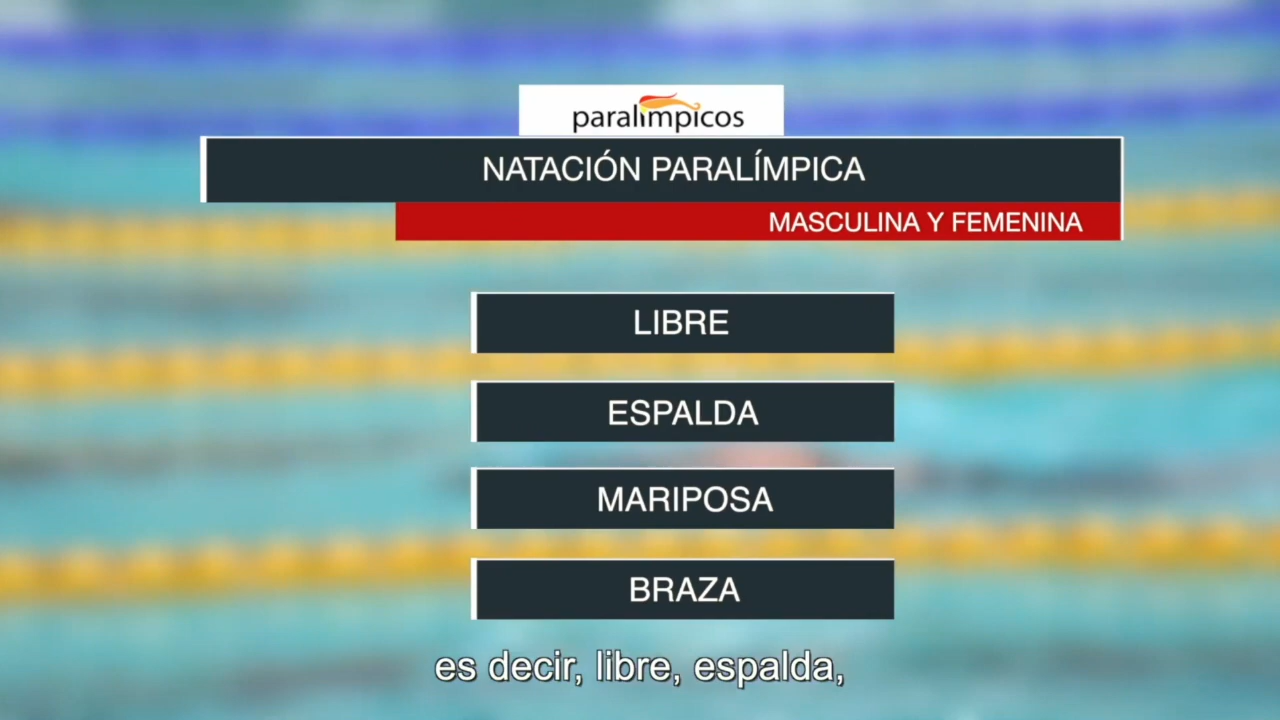 paralímpicos
NATACIÓN PARALÍMPICA
MASCULINA Y FEMENINA
LIBRE
ESPALDA
MARIPOSA
BRAZA
es decir, libre, espalda,